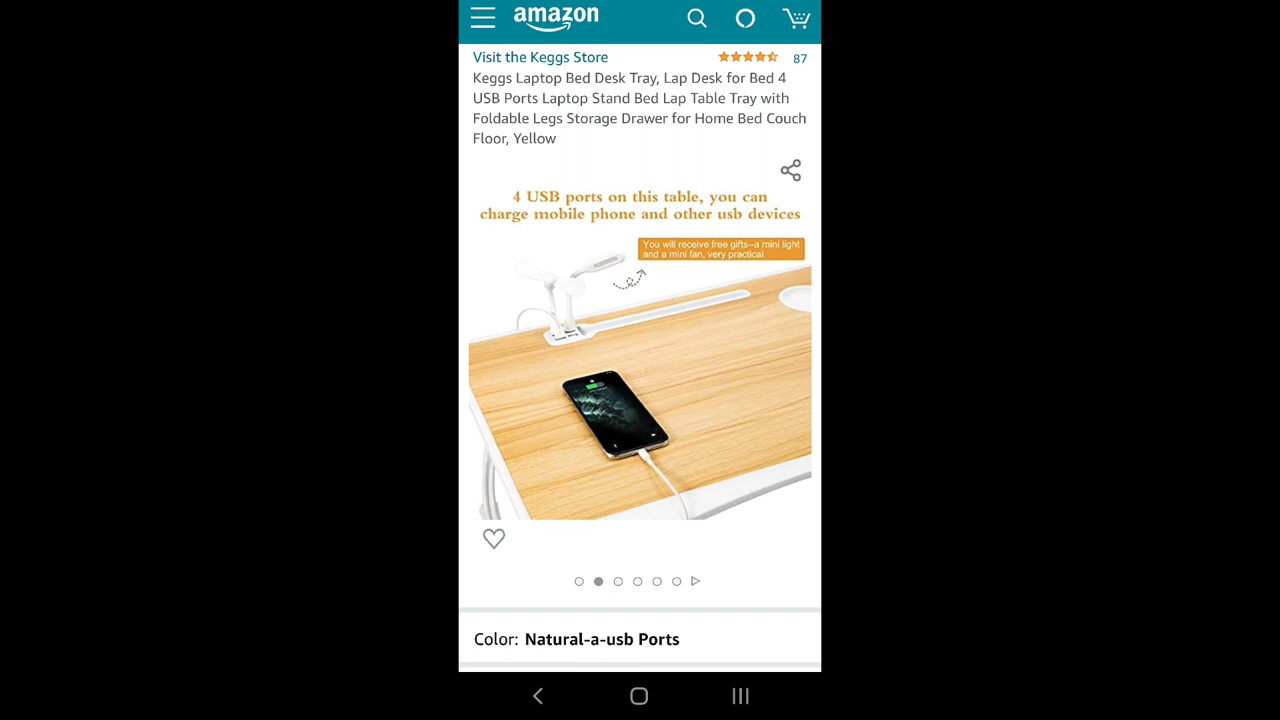 amazon
Visit the Keggs Store
87
Keggs Laptop Bed Desk Tray, Lap Desk for Bed 4
USB Ports Laptop Stand Bed Lap Table Tray with
Foldable Legs Storage Drawer for Home Bed Couch
Floor, Yellow
4 USB ports on this table, you can
charge mobile phone and other usb devices
You will receive free gifts--a mini light
and a mini fan, very practical
Color: Natural-a-usb Ports